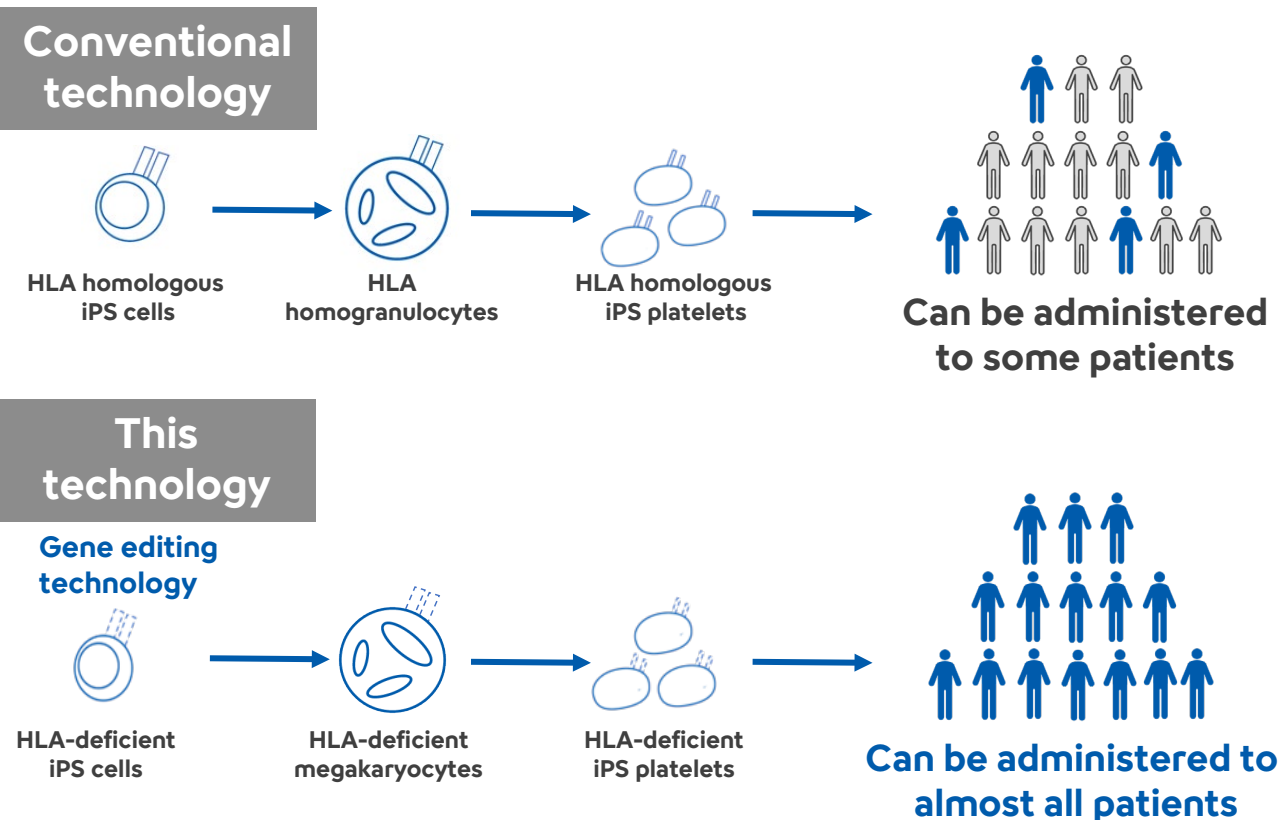 Conventional
technology
HLA homologous
iPS cells
HLA
homogranulocytes
HLA homologous
iPS platelets
Can be administered
to some patients
This
technology
Gene editing
technology
HLA-deficient
iPS cells
HLA-deficient
megakaryocytes
HLA-deficient
iPS platelets
Can be administered to
almost all patients